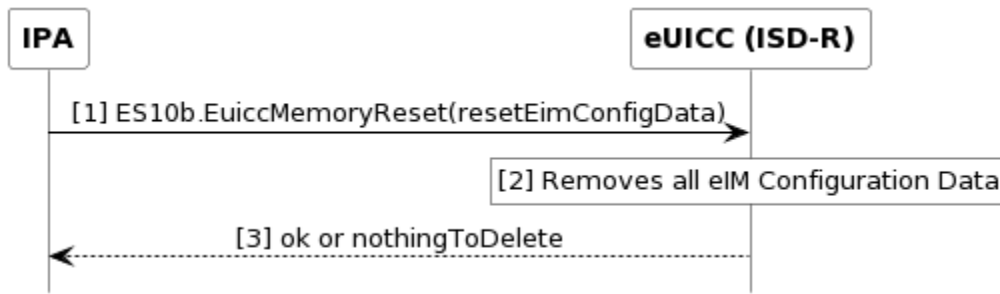 IPA
eUICC (ISD-R)
[1] ES10b.EuiccMemoryReset(resetEimConfigData)
[2] Removes all eIM Configuration Data
[3] ok or nothingToDelete